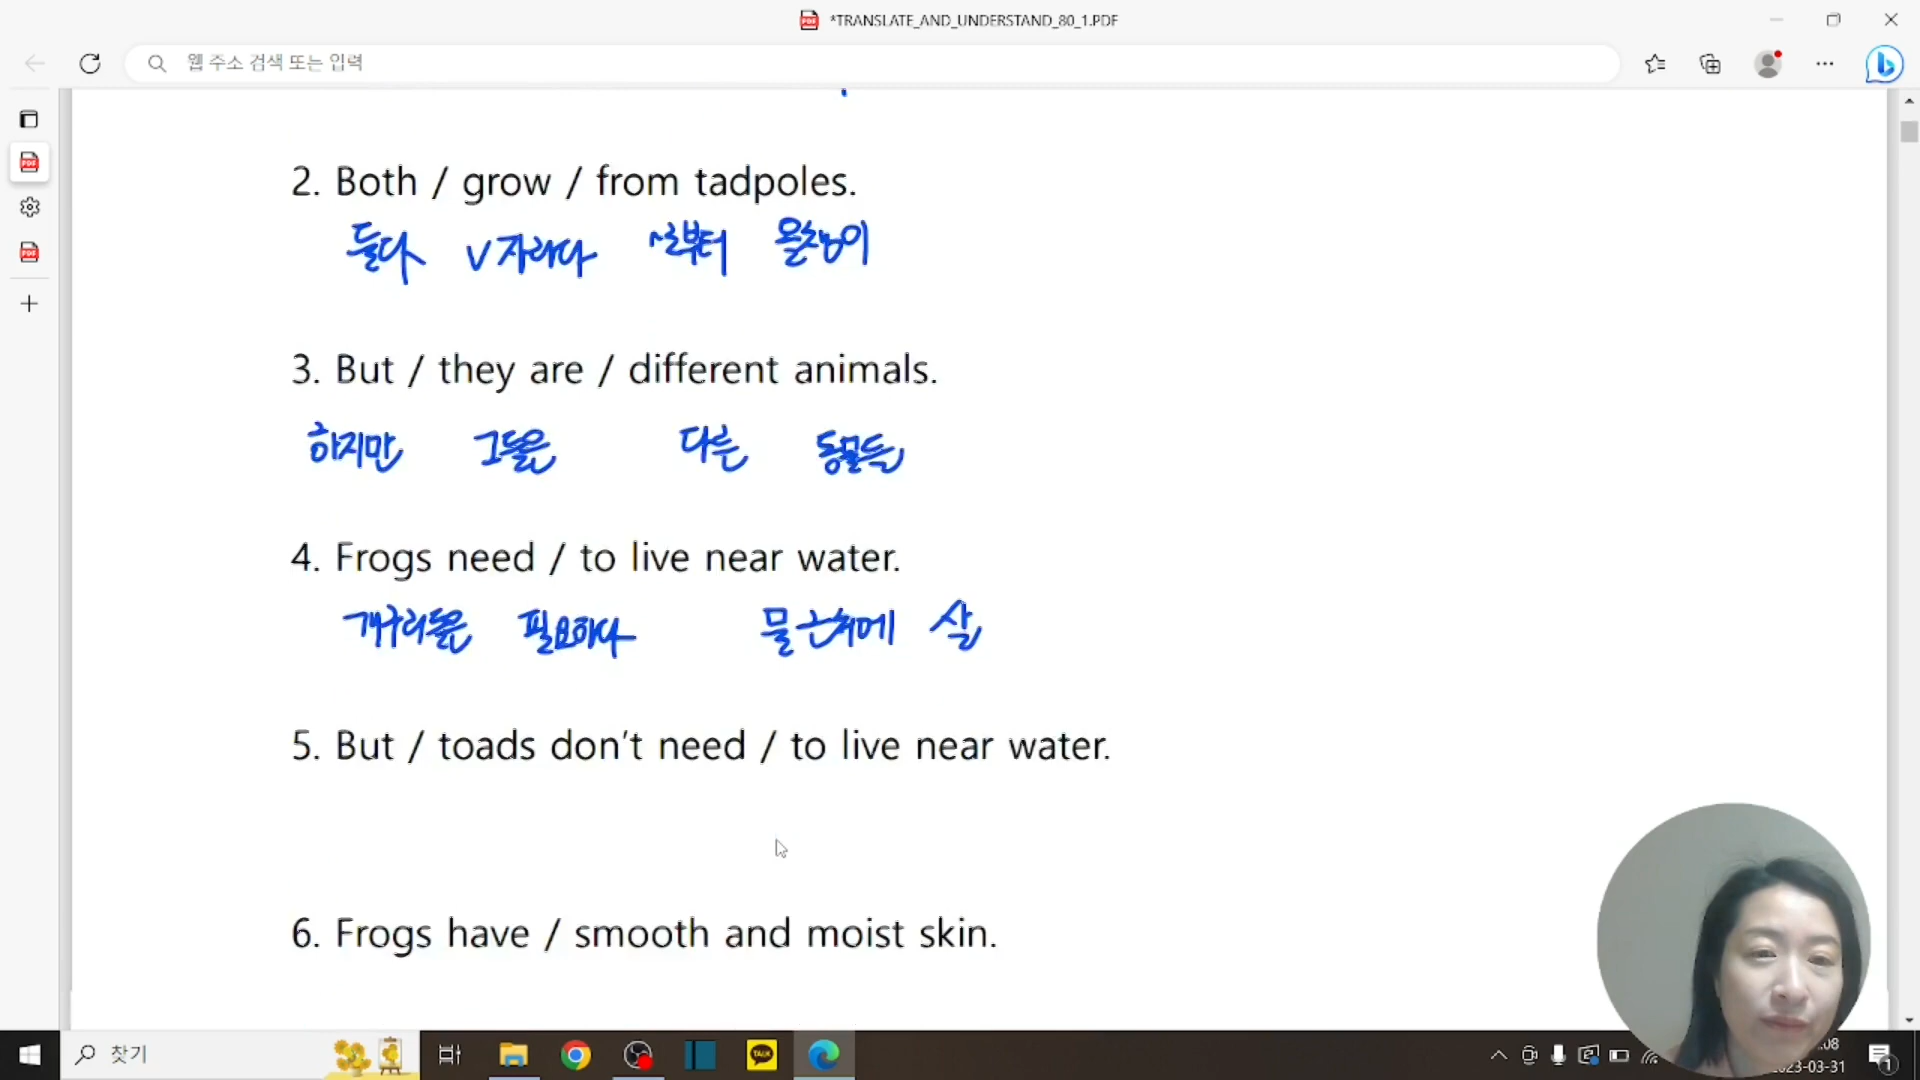 *TRANSLATE_AND_UNDERSTAND_80_1.PDF
웹 주소 검색 또는 입력
2. Both / grow / from tadpoles.
둘다 V 자라다 ~로부터 올챙이
3. But / they are / different animals.
하지만 그들은 다른 동물들
4. Frogs need / to live near water.
개구리들은 필요하다 물 근처에 살
5. But / toads don't need / to live near water.
6. Frogs have / smooth and moist skin.
찾기
TALK
:08
2023-03-31
1